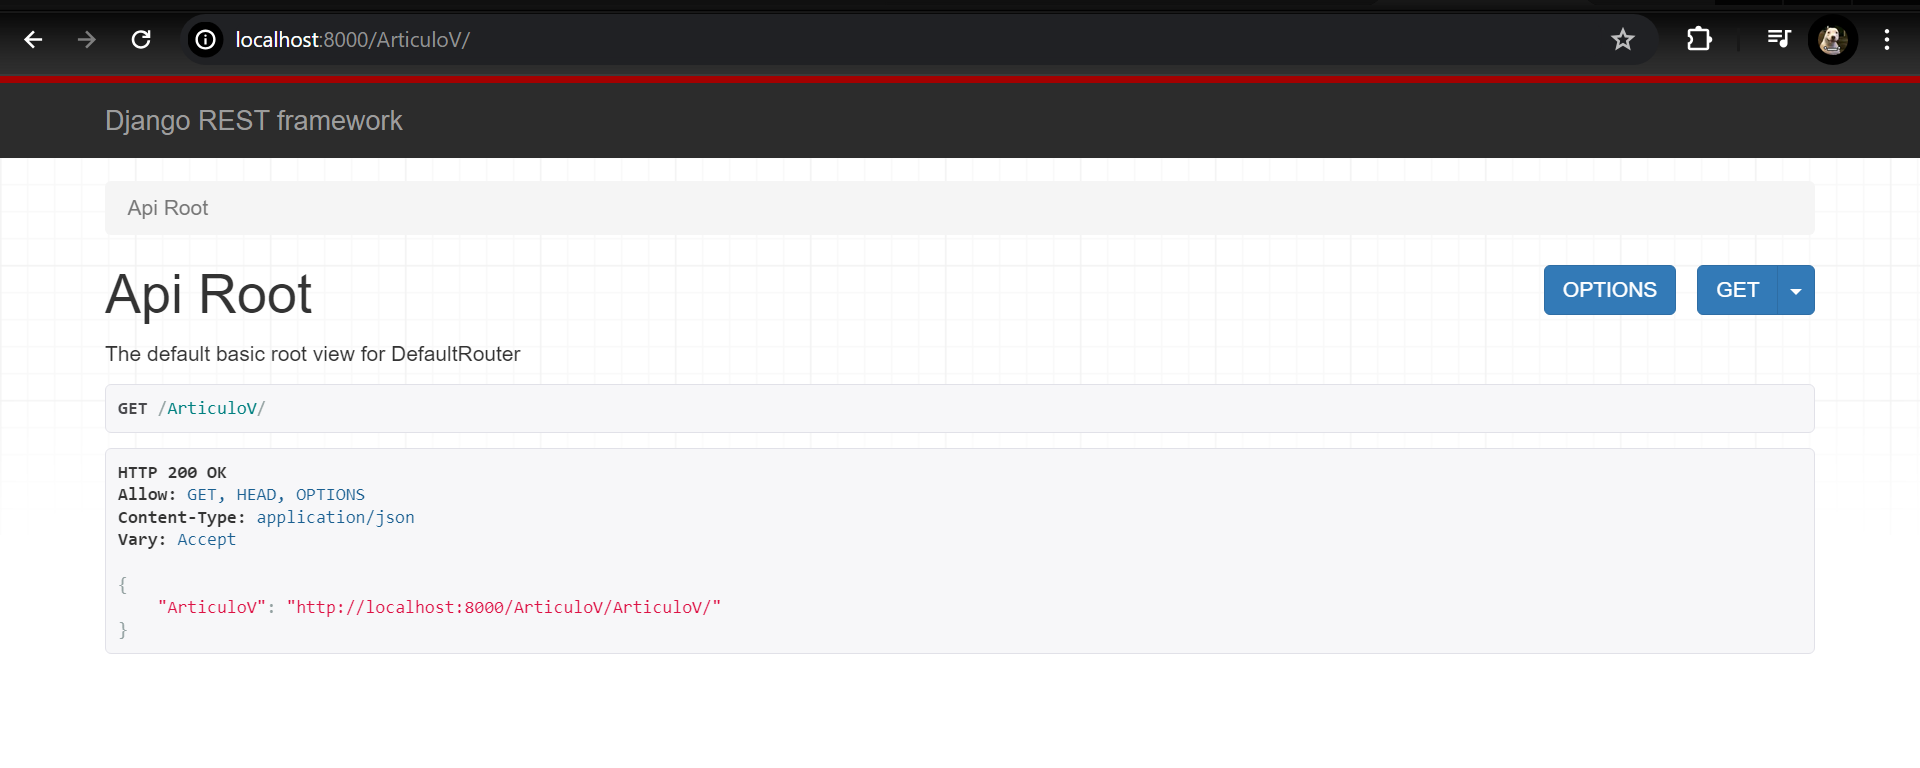 localhost:8000/ArticuloV/
Django REST framework
Api Root
Api Root
OPTIONS
GET
The default basic root view for DefaultRouter
GET /ArticuloV/
HTTP 200 OK
Allow: GET, HEAD, OPTIONS
Content-Type: application/json
Vary: Accept
{
    "ArticuloV": "http://localhost:8000/ArticuloV/ArticuloV/"
}